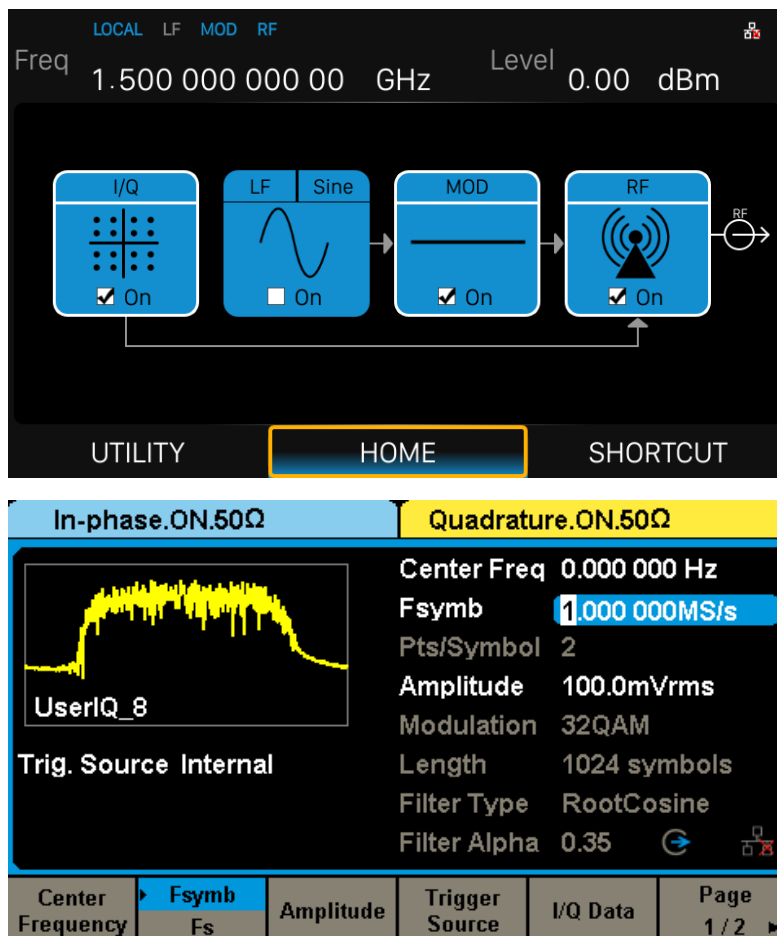 LOCAL LF MOD RF
Freq 1.500 000 000 00 GHz Level 0.00 dBm
I/Q LF Sine MOD RF
RF
On On On On
UTILITY HOME SHORTCUT
In-phase.ON.50Ω Quadrature.ON.50Ω
Center Freq 0.000 000 Hz
Fsymb 1.000 000MS/s
Pts/Symbol 2
Amplitude 100.0mVrms
UserIQ_8
Modulation 32QAM
Trig. Source Internal
Length 1024 symbols
Filter Type RootCosine
Filter Alpha 0.35
Center Frequency
Fsymb Fs
Amplitude
Trigger Source
I/Q Data
Page 1 / 2